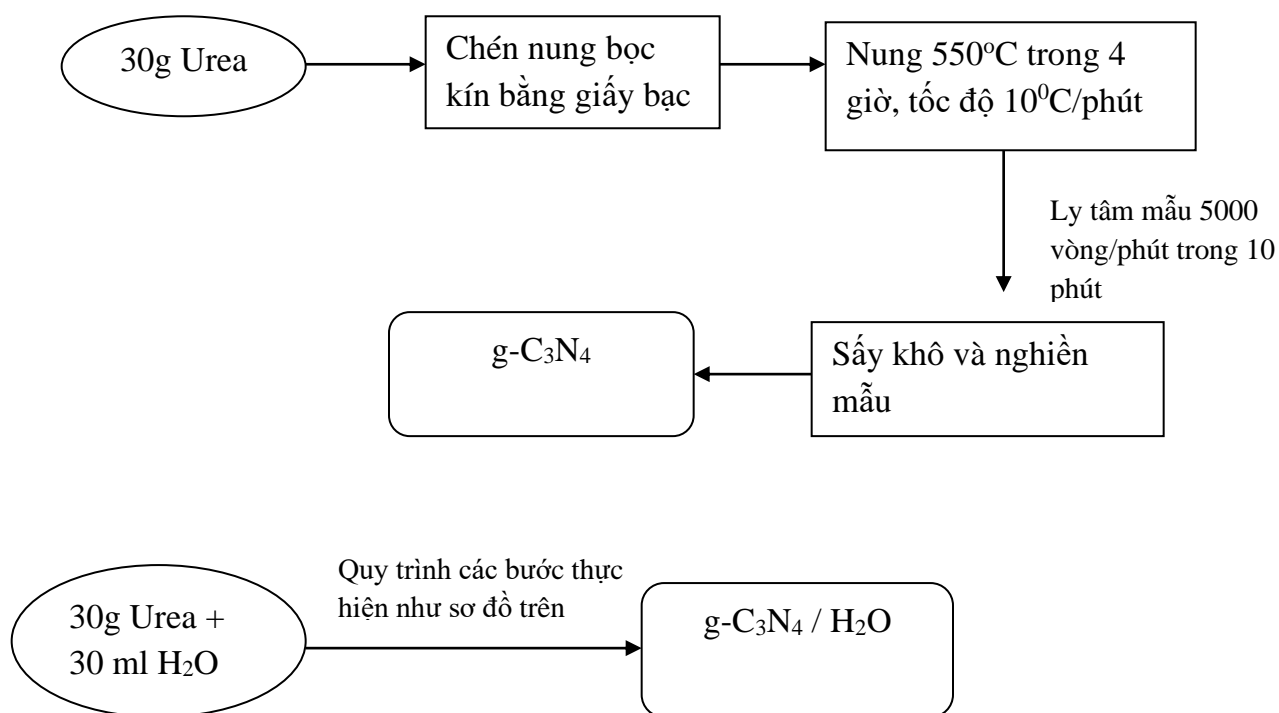 30g Urea
Chén nung bọc
kín bằng giấy bạc
Nung 550°C trong 4
giờ, tốc độ 10⁰C/phút
Ly tâm mẫu 5000
vòng/phút trong 10
phút
g-C₃N₄
Sấy khô và nghiền
mẫu
Quy trình các bước thực
hiện như sơ đồ trên
30g Urea +
30 ml H₂O
g-C₃N₄ / H₂O